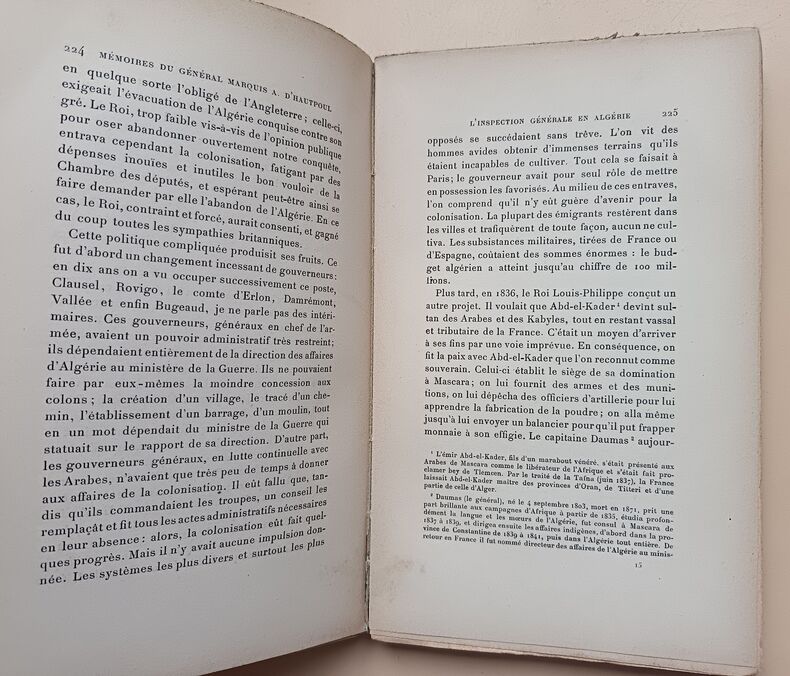 224 MÉMOIRES DU GÉNÉRAL MARQUIS A. D'HAUTPOUL
en quelque sorte l'obligé de l'Angleterre; celle-ci,
exigeait l'évacuation de l'Algérie conquise contre son
gré. Le Roi, trop faible vis-à-vis de l'opinion publique
pour oser abandonner ouvertement notre conquête,
entrava cependant la colonisation, fatigant par des
dépenses inouïes et inutiles le bon vouloir de la
Chambre des députés, et espérant peut-être ainsi se
faire demander par elle l'abandon de l'Algérie. En ce
cas, le Roi, contraint et forcé, aurait consenti, et gagné
du coup toutes les sympathies britanniques.
Cette politique compliquée produisit ses fruits. Ce
fut d'abord un changement incessant de gouverneurs:
en dix ans on a vu occuper successivement ce poste,
Clausel, Rovigo, le comte d'Erlon, Damrémont,
Vallée et enfin Bugeaud, je ne parle pas des intéri-
maires. Ces gouverneurs, généraux en chef de l'ar-
mée, avaient un pouvoir administratif très restreint;
ils dépendaient entièrement de la direction des affaires
d'Algérie au ministère de la Guerre. Ils ne pouvaient
faire par eux-mêmes la moindre concession aux
colons; la création d'un village, le tracé d'un che-
min, l'établissement d'un barrage, d'un moulin, tout
en un mot dépendait du ministre de la Guerre qui
statuait sur le rapport de sa direction. D'autre part,
les gouverneurs généraux, en lutte continuelle avec
les Arabes, n'avaient que très peu de temps à donner
aux affaires de la colonisation. Il eût fallu que, tan-
dis qu'ils commandaient les troupes, un conseil les
remplaçât et fît tous les actes administratifs nécessaires
en leur absence: alors, la colonisation eût fait quel-
ques progrès. Mais il n'y avait aucune impulsion don-
née. Les systèmes les plus divers et surtout les plus
L'INSPECTION GÉNÉRALE EN ALGÉRIE 225
opposés se succédaient sans trêve. L'on vit des
hommes avides obtenir d'immenses terrains qu'ils
étaient incapables de cultiver. Tout cela se faisait à
Paris; le gouverneur avait pour seul rôle de mettre
en possession les favorisés. Au milieu de ces entraves,
l'on comprend qu'il n'y eût guère d'avenir pour la
colonisation. La plupart des émigrants restèrent dans
les villes et trafiquèrent de toute façon, aucun ne cul-
tiva. Les subsistances militaires, tirées de France ou
d'Espagne, coûtaient des sommes énormes: le bud-
get algérien a atteint jusqu'au chiffre de 100 mil-
lions.
Plus tard, en 1836, le Roi Louis-Philippe conçut un
autre projet. Il voulait que Abd-el-Kader¹ devînt sul-
tan des Arabes et des Kabyles, tout en restant vassal
et tributaire de la France. C'était un moyen d'arriver
à ses fins par une voie imprévue. En conséquence, on
fit la paix avec Abd-el-Kader que l'on reconnut comme
souverain. Celui-ci établit le siège de sa domination
à Mascara; on lui fournit des armes et des muni-
tions, on lui dépêcha des officiers d'artillerie pour lui
apprendre la fabrication de la poudre; on alla même
jusqu'à lui envoyer un balancier pour qu'il put frapper
monnaie à son effigie. Le capitaine Daumas² aujour-
¹ L'émir Abd-el-Kader, fils d'un marabout vénéré, s'était présenté aux
Arabes de Mascara comme le libérateur de l'Afrique et s'était fait pro-
clamer bey de Tlemcen. Par le traité de la Tafna (juin 1837), la France
laissait Abd-el-Kader maître des provinces d'Oran, de Titteri et d'une
partie de celle d'Alger.
² Daumas (le général), né le 4 septembre 1803, mort en 1871, prit une
part brillante aux campagnes d'Afrique à partir de 1835, étudia profon-
dément la langue et les mœurs de l'Algérie, fut consul à Mascara de
1837 à 1839, et dirigea ensuite les affaires indigènes, d'abord dans la pro-
vince de Constantine de 1839 à 1841, puis dans l'Algérie tout entière. De
retour en France il fut nommé directeur des affaires de l'Algérie au minis-
15